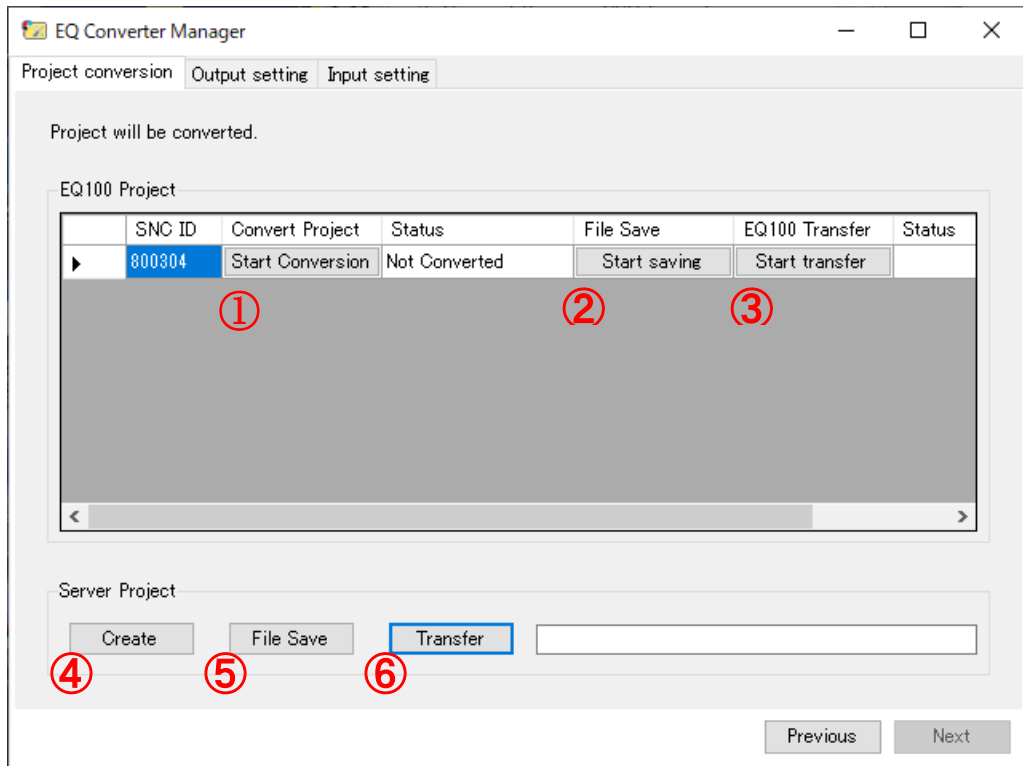 EQ Converter Manager
Project conversion Output setting Input setting
Project will be converted.
EQ100 Project
SNC ID Convert Project Status File Save EQ100 Transfer Status
800304 Start Conversion Not Converted Start saving Start transfer
① ② ③
Server Project
Create File Save Transfer
④ ⑤ ⑥
Previous Next